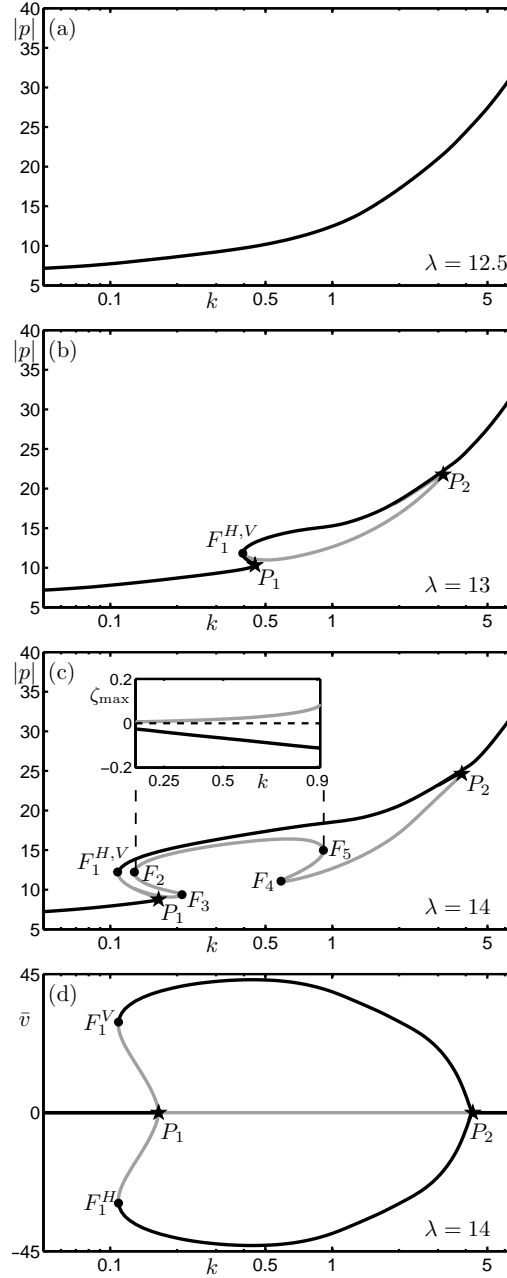 40
|p| (a)
35
30
25
20
15
10
5
0.1 k 0.5 1 5
λ = 12.5
40
|p| (b)
35
30
25
20
15
10
5
F₁^{H,V}
P₁
P₂
λ = 13
0.1 k 0.5 1 5
40
|p| (c)
35
30
25
20
15
10
5
0.2
ζmax
0
−0.2
0.25 0.5 k 0.9
P₂
F₁^{H,V}
F₂
F₅
F₃
F₄
P₁
λ = 14
0.1 k 0.5 1 5
45
(d)
v̄
F₁^V
0
P₁
P₂
F₁^H
λ = 14
−45
0.1 k 0.5 1 5